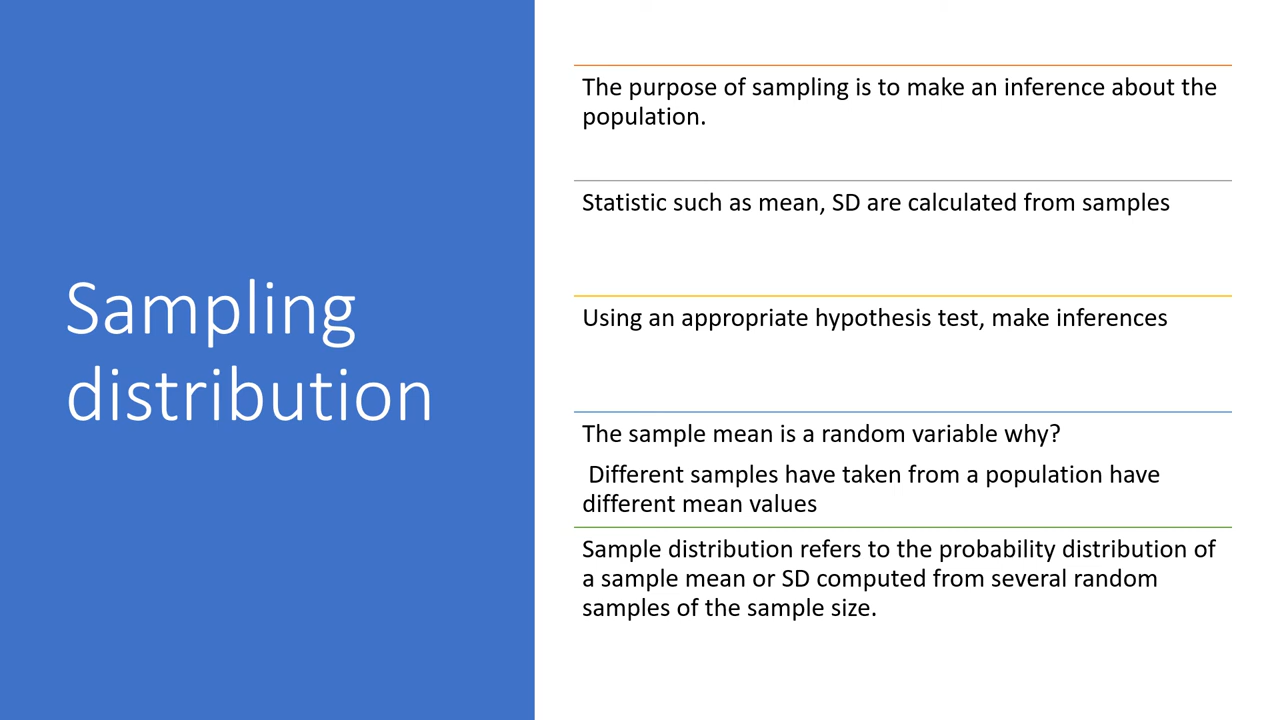 Sampling
distribution
The purpose of sampling is to make an inference about the
population.
Statistic such as mean, SD are calculated from samples
Using an appropriate hypothesis test, make inferences
The sample mean is a random variable why?
Different samples have taken from a population have
different mean values
Sample distribution refers to the probability distribution of
a sample mean or SD computed from several random
samples of the sample size.